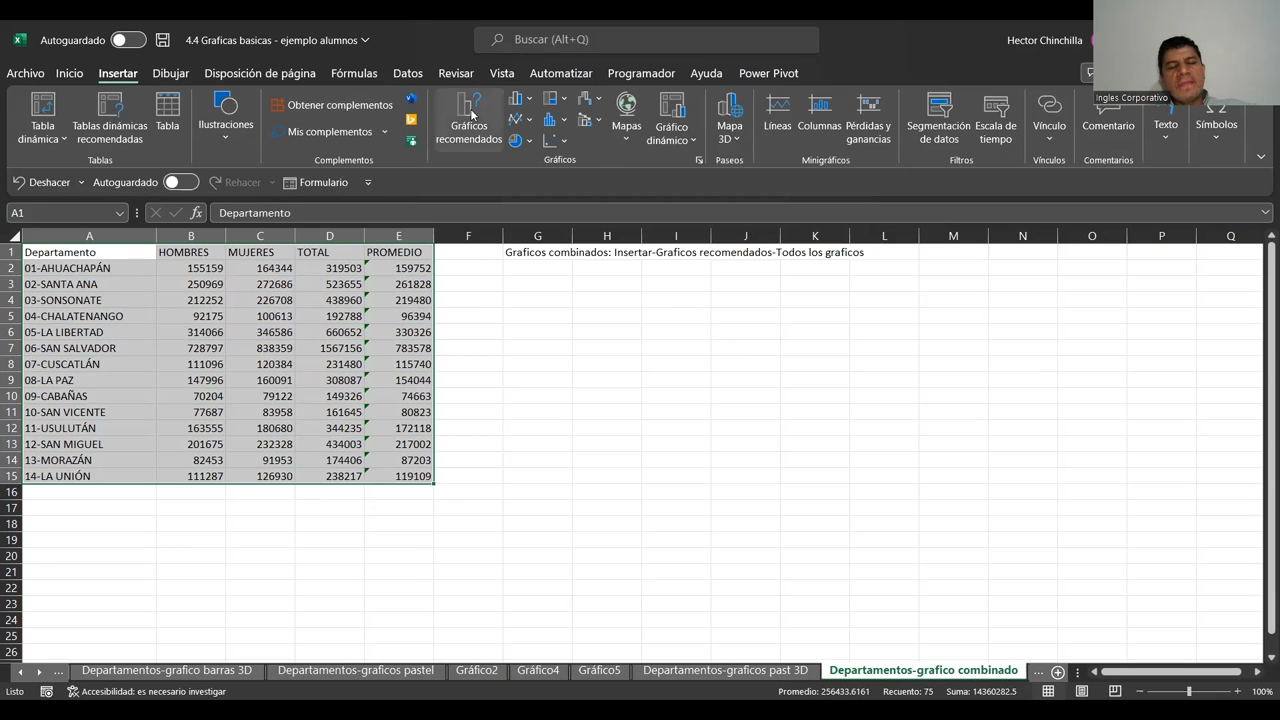 Autoguardado
4.4 Graficas basicas - ejemplo alumnos
Buscar (Alt+Q)
Hector Chinchilla
Archivo Inicio Insertar Dibujar Disposición de página Fórmulas Datos Revisar Vista Automatizar Programador Ayuda Power Pivot
Ingles Corporativo
Tabla dinámica
Tablas dinámicas recomendadas
Tabla
Tablas
Ilustraciones
Obtener complementos
Mis complementos
Complementos
Gráficos recomendados
Mapas
Gráfico dinámico
Gráficos
Mapa 3D
Paseos
Líneas
Columnas
Pérdidas y ganancias
Minigráficos
Segmentación de datos
Escala de tiempo
Filtros
Vínculo
Vínculos
Comentario
Comentarios
Texto
Símbolos
Deshacer Autoguardado Rehacer Formulario
A1 fx Departamento
A B C D E F G H I J K L M N O P Q
1 Departamento HOMBRES MUJERES TOTAL PROMEDIO Graficos combinados: Insertar-Graficos recomendados-Todos los graficos
2 01-AHUACHAPÁN 155159 164344 319503 159752
3 02-SANTA ANA 250969 272686 523655 261828
4 03-SONSONATE 212252 226708 438960 219480
5 04-CHALATENANGO 92175 100613 192788 96394
6 05-LA LIBERTAD 314066 346586 660652 330326
7 06-SAN SALVADOR 728797 838359 1567156 783578
8 07-CUSCATLÁN 111096 120384 231480 115740
9 08-LA PAZ 147996 160091 308087 154044
10 09-CABAÑAS 70204 79122 149326 74663
11 10-SAN VICENTE 77687 83958 161645 80823
12 11-USULUTÁN 163555 180680 344235 172118
13 12-SAN MIGUEL 201675 232328 434003 217002
14 13-MORAZÁN 82453 91953 174406 87203
15 14-LA UNIÓN 111287 126930 238217 119109
16
17
18
19
20
21
22
23
24
25
26
... Departamentos-grafico barras 3D Departamentos-graficos pastel Gráfico2 Gráfico4 Gráfico5 Departamentos-graficos past 3D Departamentos-grafico combinado ...
Listo Accesibilidad: es necesario investigar Promedio: 256433.6161 Recuento: 75 Suma: 14360282.5 100%